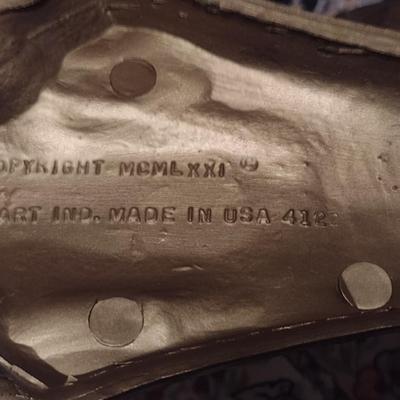 OPYRIGHT MCMLXXI ©
ART IND. MADE IN USA 412